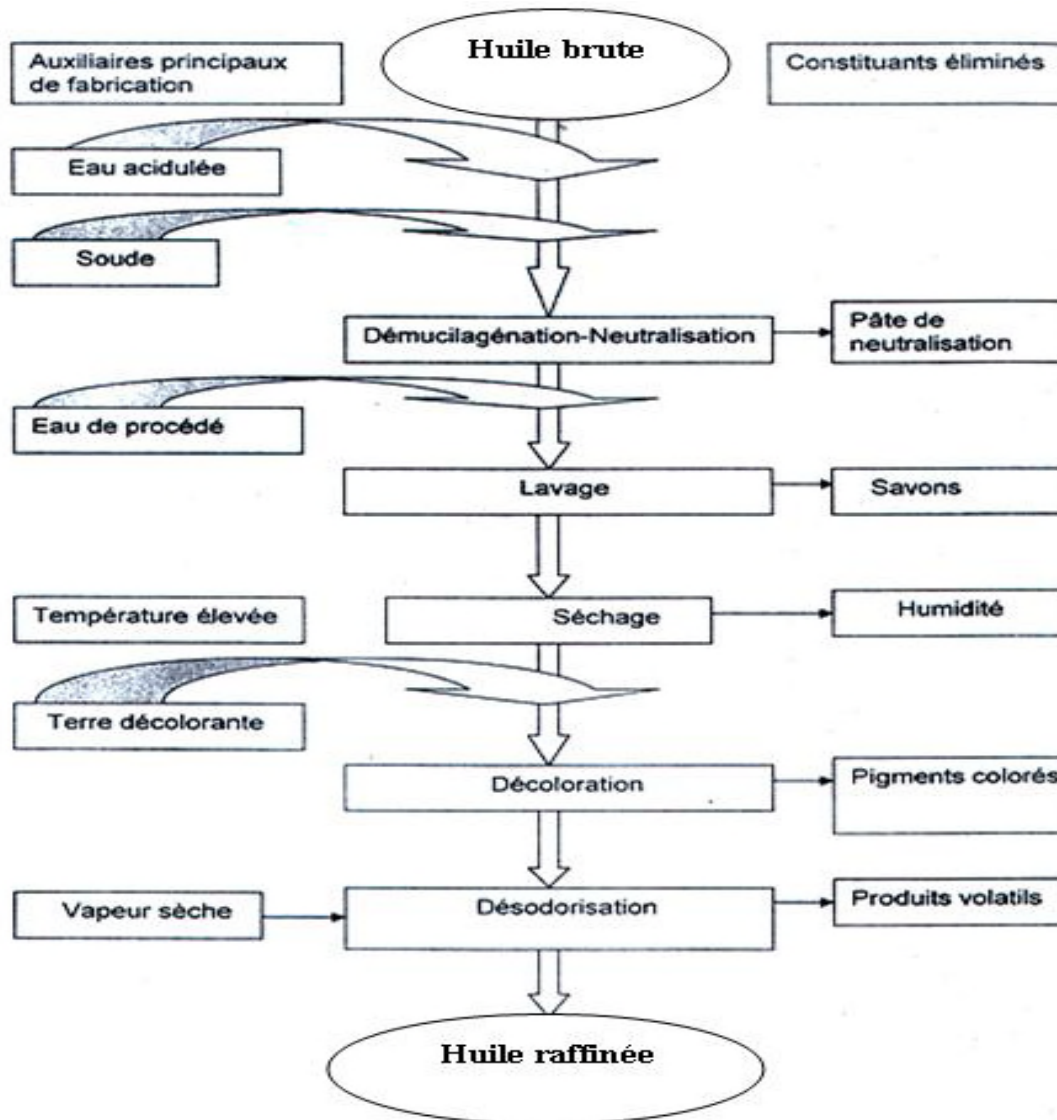 Huile brute
Auxiliaires principaux
de fabrication
Constituants éliminés
Eau acidulée
Soude
Démucilagénation-Neutralisation
Pâte de
neutralisation
Eau de procédé
Lavage
Savons
Température élevée
Séchage
Humidité
Terre décolorante
Décoloration
Pigments colorés
Vapeur sèche
Désodorisation
Produits volatils
Huile raffinée